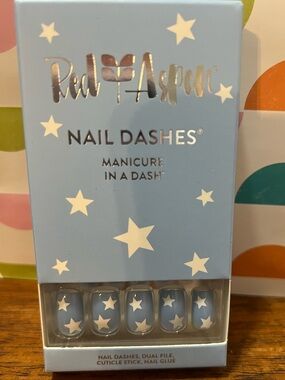 Red Aspen
NAIL DASHES®
MANICURE
IN A DASH
NAIL DASHES, DUAL FILE,
CUTICLE STICK, NAIL GLUE